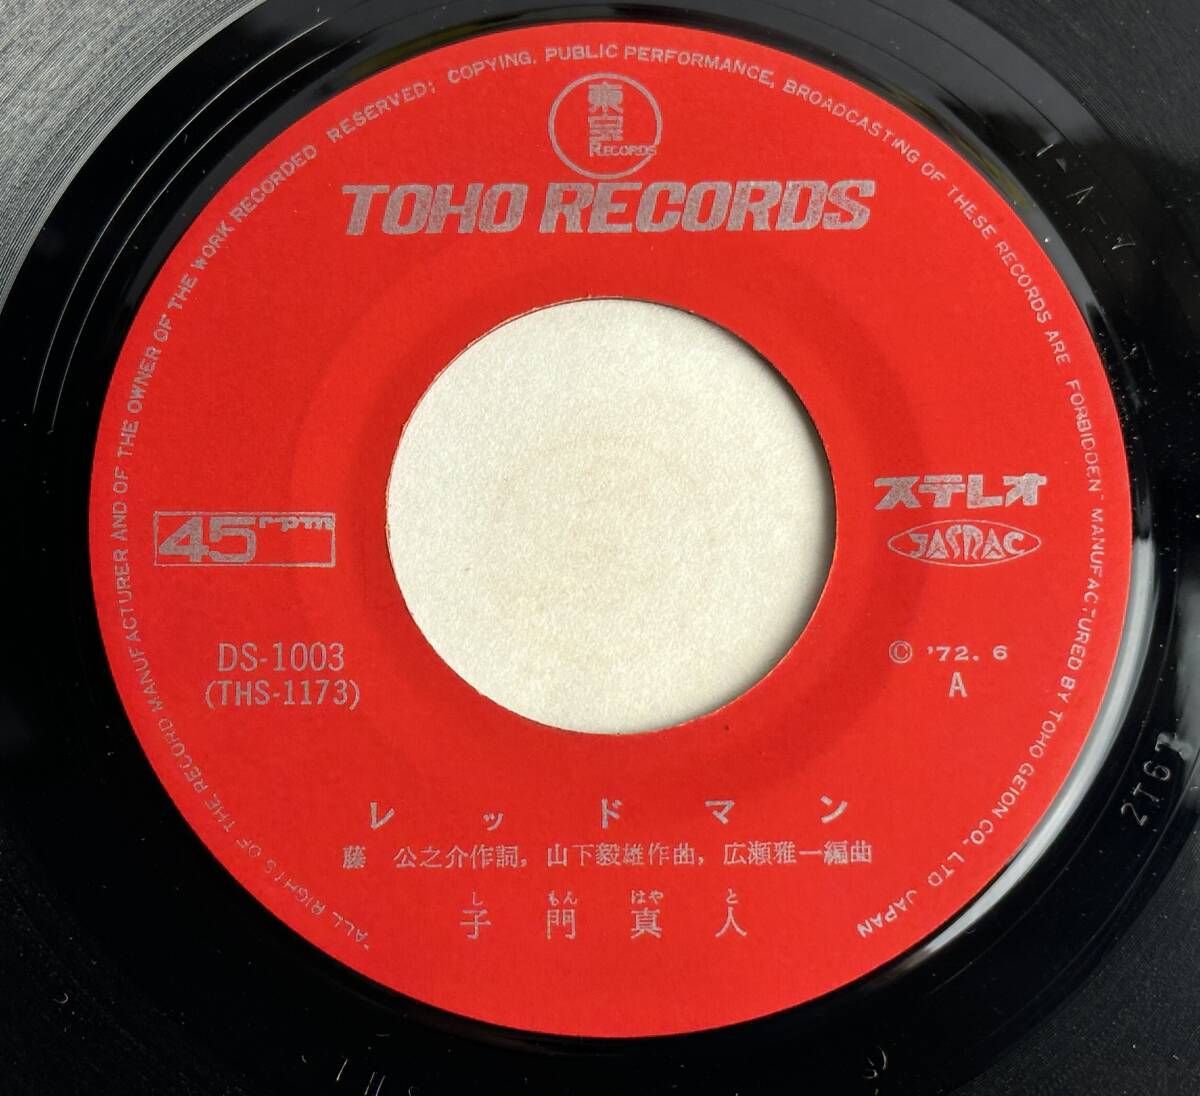 "ALL RIGHTS OF THE RECORD MANUFACTURER AND OF THE OWNER OF THE WORK RECORDED RESERVED; COPYING, PUBLIC PERFORMANCE, BROADCASTING OF THESE RECORDS ARE FORBIDDEN" MANUFACTURED BY TOHO GEION CO. LTD JAPAN
東宝
RECORDS
TOHO RECORDS
45rpm
ステレオ
JASRAC
DS-1003
(THS-1173)
© '72. 6
A
レッドマン
藤 公之介作詞, 山下毅雄作曲, 広瀬雅一編曲
し もん はや と
子 門 真 人
2T67